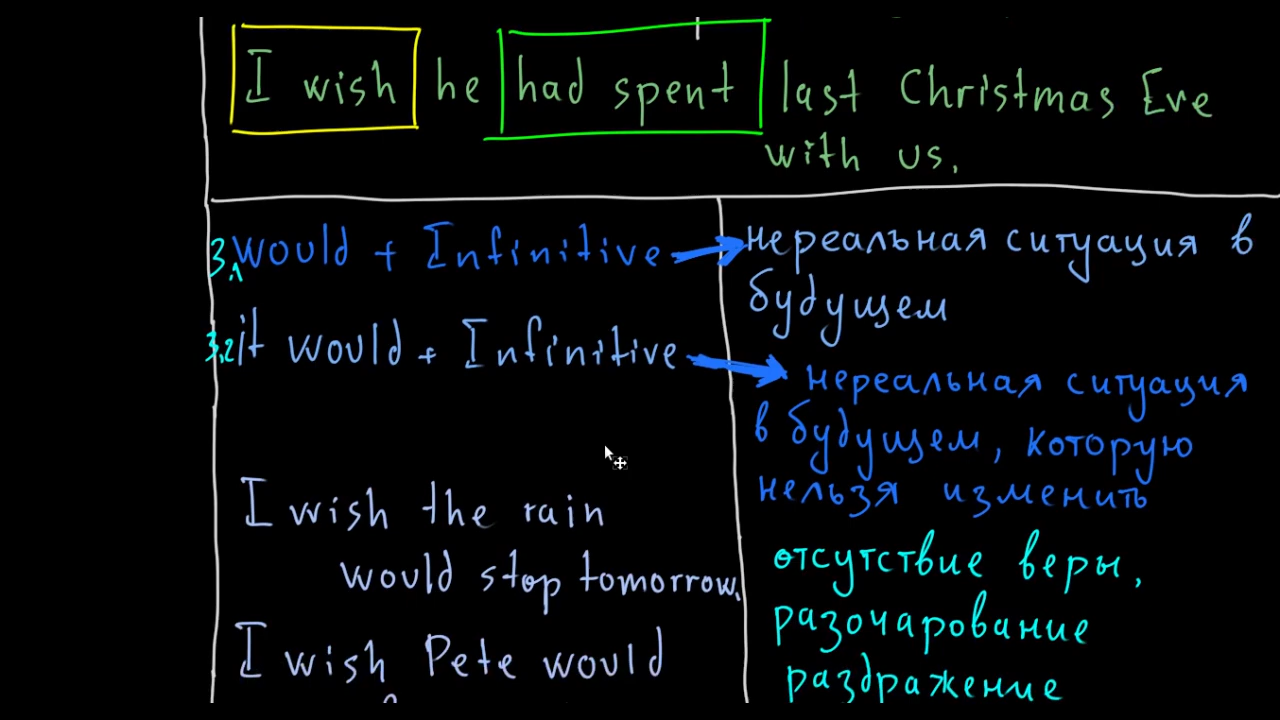 I wish he had spent last Christmas Eve
with us.
3.1 would + Infinitive
нереальная ситуация в
будущем
3.2 it would + Infinitive
нереальная ситуация
в будущем, которую
нельзя изменить
I wish the rain
would stop tomorrow.
I wish Pete would
отсутствие веры,
разочарование
раздражение